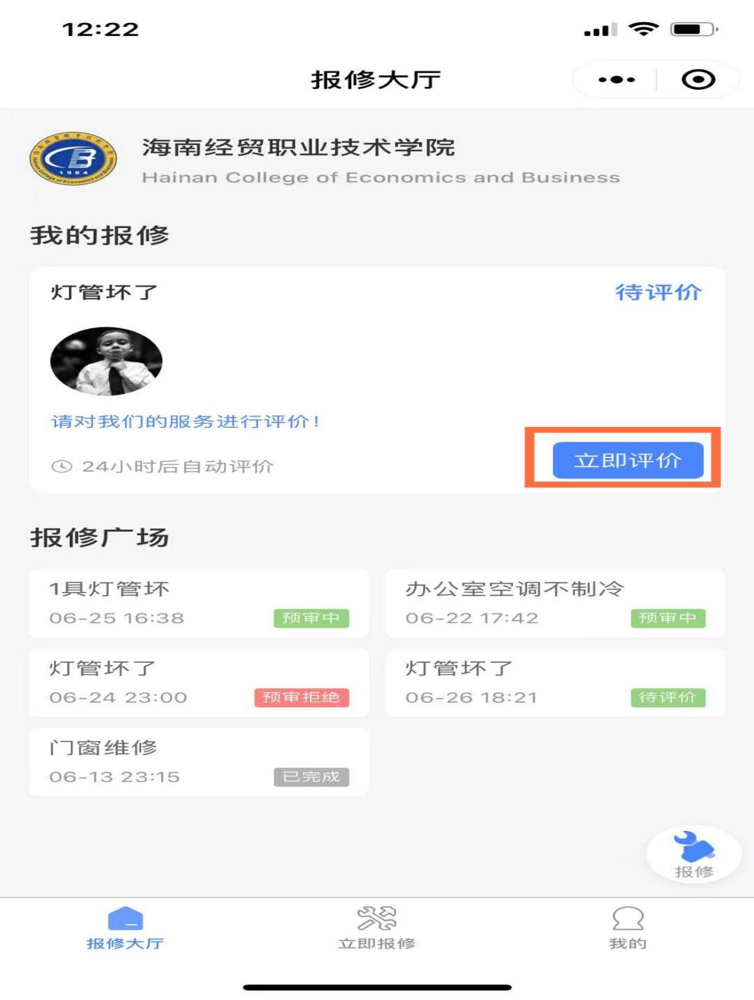 12:22
报修大厅
海南经贸职业技术学院
Hainan College of Economics and Business
1984
我的报修
灯管坏了
待评价
请对我们的服务进行评价!
24小时后自动评价
立即评价
报修广场
1具灯管坏
06-25 16:38
预审中
办公室空调不制冷
06-22 17:42
预审中
灯管坏了
06-24 23:00
预审拒绝
灯管坏了
06-26 18:21
待评价
门窗维修
06-13 23:15
已完成
报修
报修大厅
立即报修
我的